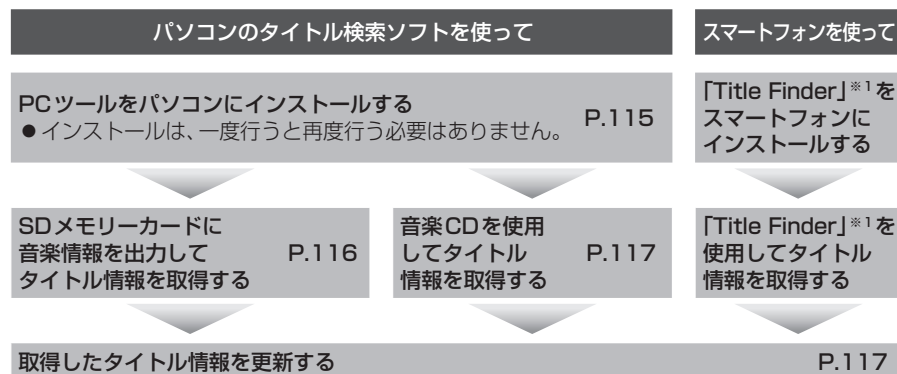 パソコンのタイトル検索ソフトを使って
スマートフォンを使って
PCツールをパソコンにインストールする
●インストールは、一度行うと再度行う必要はありません。
P.115
「Title Finder」※1を
スマートフォンに
インストールする
SDメモリーカードに
音楽情報を出力して
タイトル情報を取得する
P.116
音楽CDを使用
してタイトル
情報を取得する
P.117
「Title Finder」※1を
使用してタイトル
情報を取得する
取得したタイトル情報を更新する
P.117